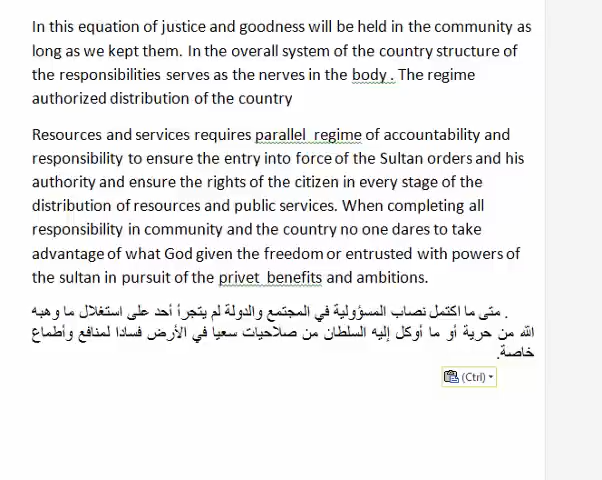 In this equation of justice and goodness will be held in the community as
long as we kept them. In the overall system of the country structure of
the responsibilities serves as the nerves in the body . The regime
authorized distribution of the country
Resources and services requires parallel  regime of accountability and
responsibility to ensure the entry into force of the Sultan orders and his
authority and ensure the rights of the citizen in every stage of the
distribution of resources and public services. When completing all
responsibility in community and the country no one dares to take
advantage of what God given the freedom or entrusted with powers of
the sultan in pursuit of the privet  benefits and ambitions.
. متى ما اكتمل نصاب المسؤولية في المجتمع والدولة لم يتجرأ أحد على استغلال ما وهبه
الله من حرية أو ما أوكل إليه السلطان من صلاحيات سعيا في الأرض فسادا لمنافع وأطماع
خاصة.
(Ctrl)